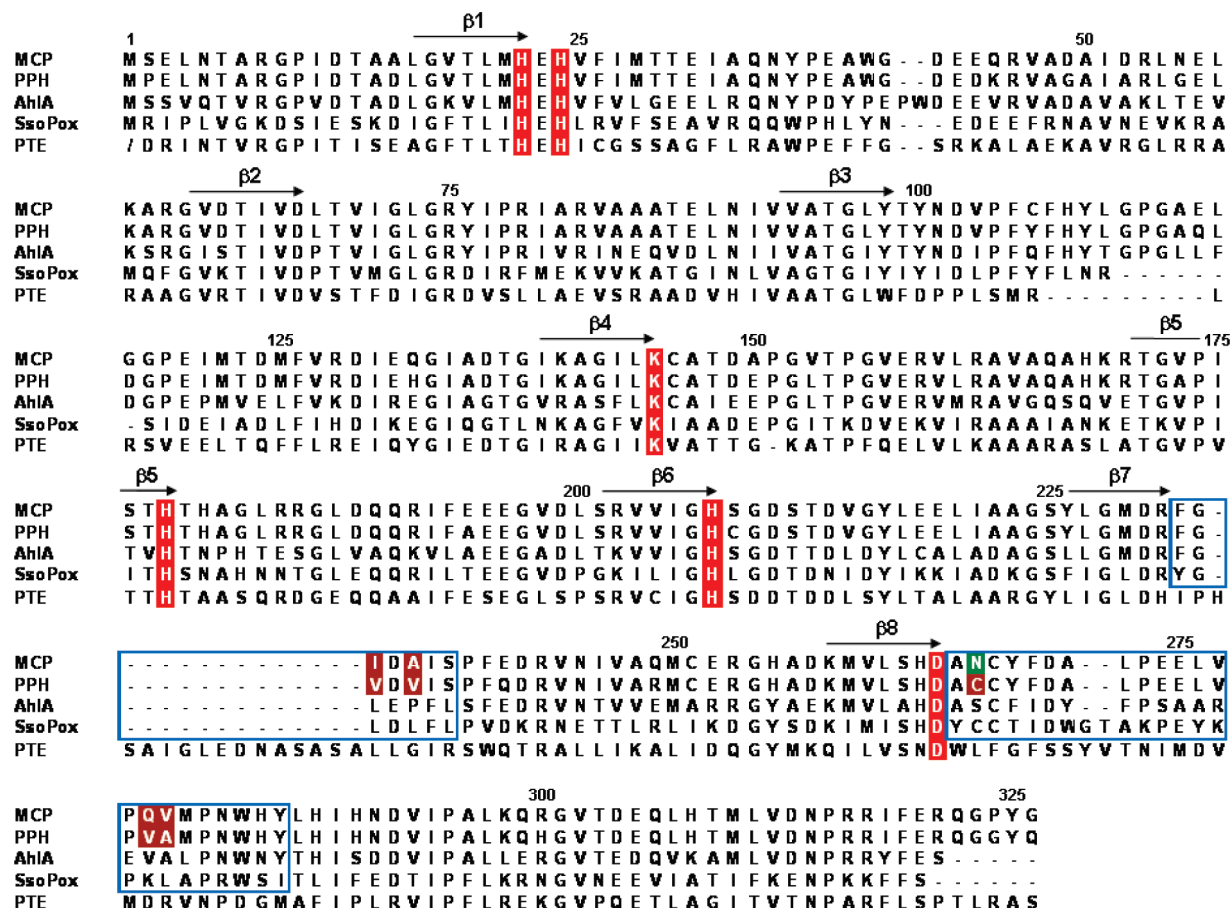 β1
1 25 50
MCP MSELNTARGPIDTAALGVTLMHEHVFIMTTEIAQNYPEAWG--DEEQRVADAIDRLNEL
PPH MPELNTARGPIDTADLGVTLMHEHVFIMTTEIAQNYPEAWG--DEDKRVAGAIARLGEL
AhlA MSSVQTVRGPVDTADLGKVLMHEHVFVLGEELRQNYPDYPEPWDEEVRVADAVAKLTEV
SsoPox MRIPLVGKDSIESKDIGFTLIHEHLRVFSEAVRQQWPHLYN---EDEEFRNAVNEVKRA
PTE /DRINTVRGPITISEAGFTLTHEHICGSSAGFLRAWPEFFG--SRKALAEKAVRGLRRA
β2 β3
75 100
MCP KARGVDTIVDLTVIGLGRYIPRIARVAAATELNIVVATGLYTYNDVPFCFHYLGPGAEL
PPH KARGVDTIVDLTVIGLGRYIPRIARVAAATELNIVVATGLYTYNDVPFYFHYLGPGAQL
AhlA KSRGISTIVDPTVIGLGRYIPRIVRINEQVDLNIIVATGIYTYNDIPFQFHYTGPGLLF
SsoPox MQFGVKTIVDPTVMGLGRDIRFMEKVVKATGINLVAGTGIYIYIDLPFYFLNR------
PTE RAAGVRTIVDVSTFDIGRDVSLLAEVSRAADVHIVAATGLWFDPPLSMR---------L
β4 β5
125 150 175
MCP GGPEIMTDMFVRDIEQGIADTGIKAGILKCATDAPGVTPGVERVLRAVAQAHKRTGVPI
PPH DGPEIMTDMFVRDIEHGIADTGIKAGILKCATDEPGLTPGVERVLRAVAQAHKRTGAPI
AhlA DGPEPMVELFVKDIREGIAGTGVRASFLKCAIEEPGLTPGVERVMRAVGQSQVETGVPI
SsoPox -SIDEIADLFIHDIKEGIQGTLNKAGFVKIAADEPGITKDVEKVIRAAAIANKETKVPI
PTE RSVEELTQFFLREIQYGIEDTGIRAGIIKVATTG-KATPFQELVLKAAARASLATGVPV
β5 β6 β7
200 225
MCP STHTHAGLRRGLDQQRIFEEEGVDLSRVVIGHSGDSTDVGYLEELIAAGSYLGMDRFG-
PPH STHTHAGLRRGLDQQRIFAEEGVDLSRVVIGHCGDSTDVGYLEELIAAGSYLGMDRFG-
AhlA TVHTNPHTESGLVAQKVLAEEGADLTKVVIGHSGDTTDLDYLCALADAGSLLGMDRFG-
SsoPox ITHSNAHNNTGLEQQRILTEEGVDPGKILIGHLGDTDNIDYIKKIADKGSFIGLDRYG-
PTE TTHTAASQRDGEQQAAIFESEGLSPSRVCIGHSDDTDDLSYLTALAARGYLIGLDHIPH
β8
250 275
MCP -------------IDAISPFEDRVNIVAQMCERGHADKMVLSHDANCYFDA--LPEELV
PPH -------------VDVISPFQDRVNIVARMCERGHADKMVLSHDACCYFDA--LPEELV
AhlA -------------LEPFLSFEDRVNTVVEMARRGYAEKMVLAHDASCFIDY--FPSAAR
SsoPox -------------LDLFLPVDKRNETTLRLIKDGYSDKIMISHDYCCTIDWGTAKPEYK
PTE SAIGLEDNASASALLGIRSWQTRALLIKALIDQGYMKQILVSNDWLFGFSSYVTNIMDV
300 325
MCP PQVMPNWHYLHIHNDVIPALKQRGVTDEQLHTMLVDNPRRIFERQGPYG
PPH PVAMPNWHYLHIHNDVIPALKQHGVTDEQLHTMLVDNPRRIFERQGGYQ
AhlA EVALPNWNYTHISDDVIPALLERGVTEDQVKAMLVDNPRRYFES-----
SsoPox PKLAPRWSITLIFEDTIPFLKRNGVNEEVIATIFKENPKKFFS------
PTE MDRVNPDGMAFIPLRVIPFLREKGVPQETLAGITVTNPARFLSPTLRAS